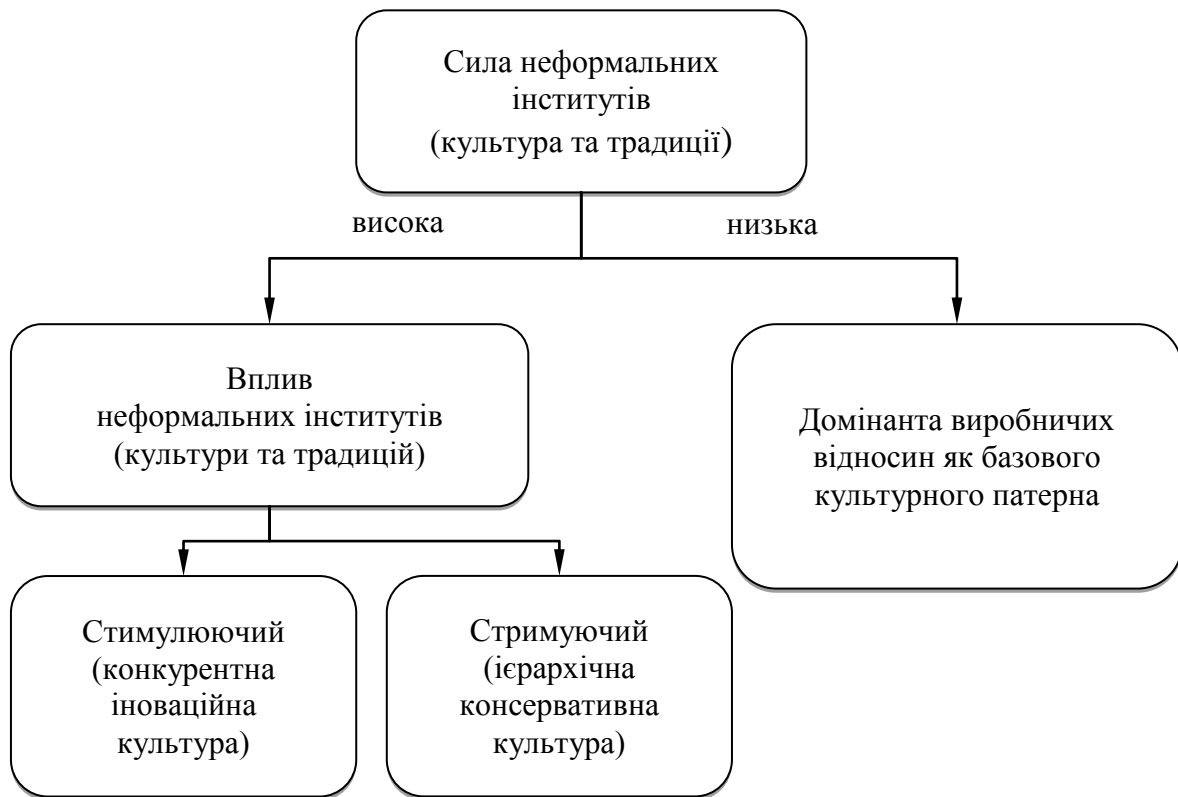 Сила неформальних
інститутів
(культура та традиції)
висока
низька
Вплив
неформальних інститутів
(культури та традицій)
Домінанта виробничих
відносин як базового
культурного патерна
Стимулюючий
(конкурентна
іноваційна
культура)
Стримуючий
(ієрархічна
консервативна
культура)